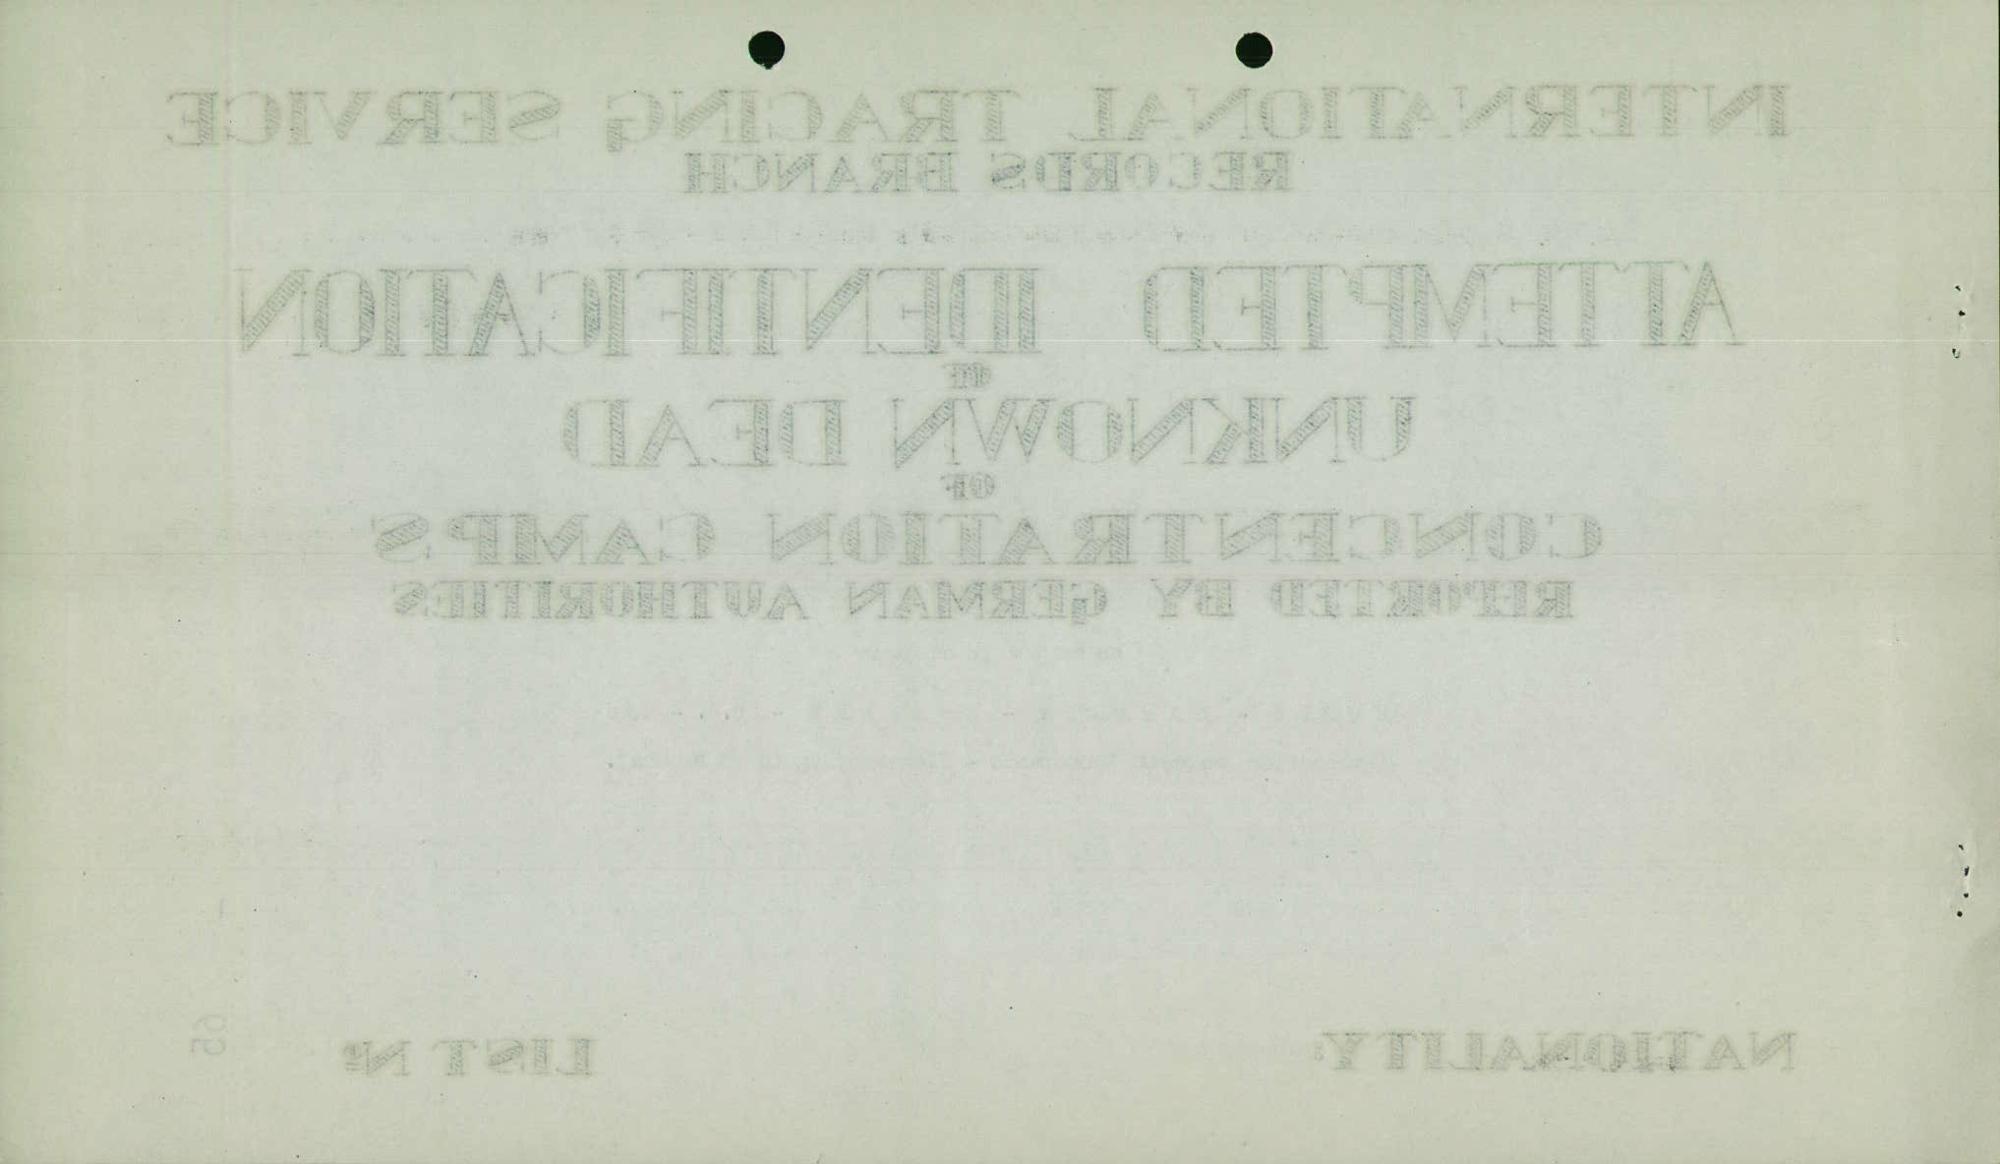 INTERNATIONAL TRACING SERVICE
RECORDS BRANCH
ATTEMPTED IDENTIFICATION
OF
UNKNOWN DEAD
OF
CONCENTRATION CAMPS
REPORTED BY GERMAN AUTHORITIES
NATIONALITY: LIST Nº